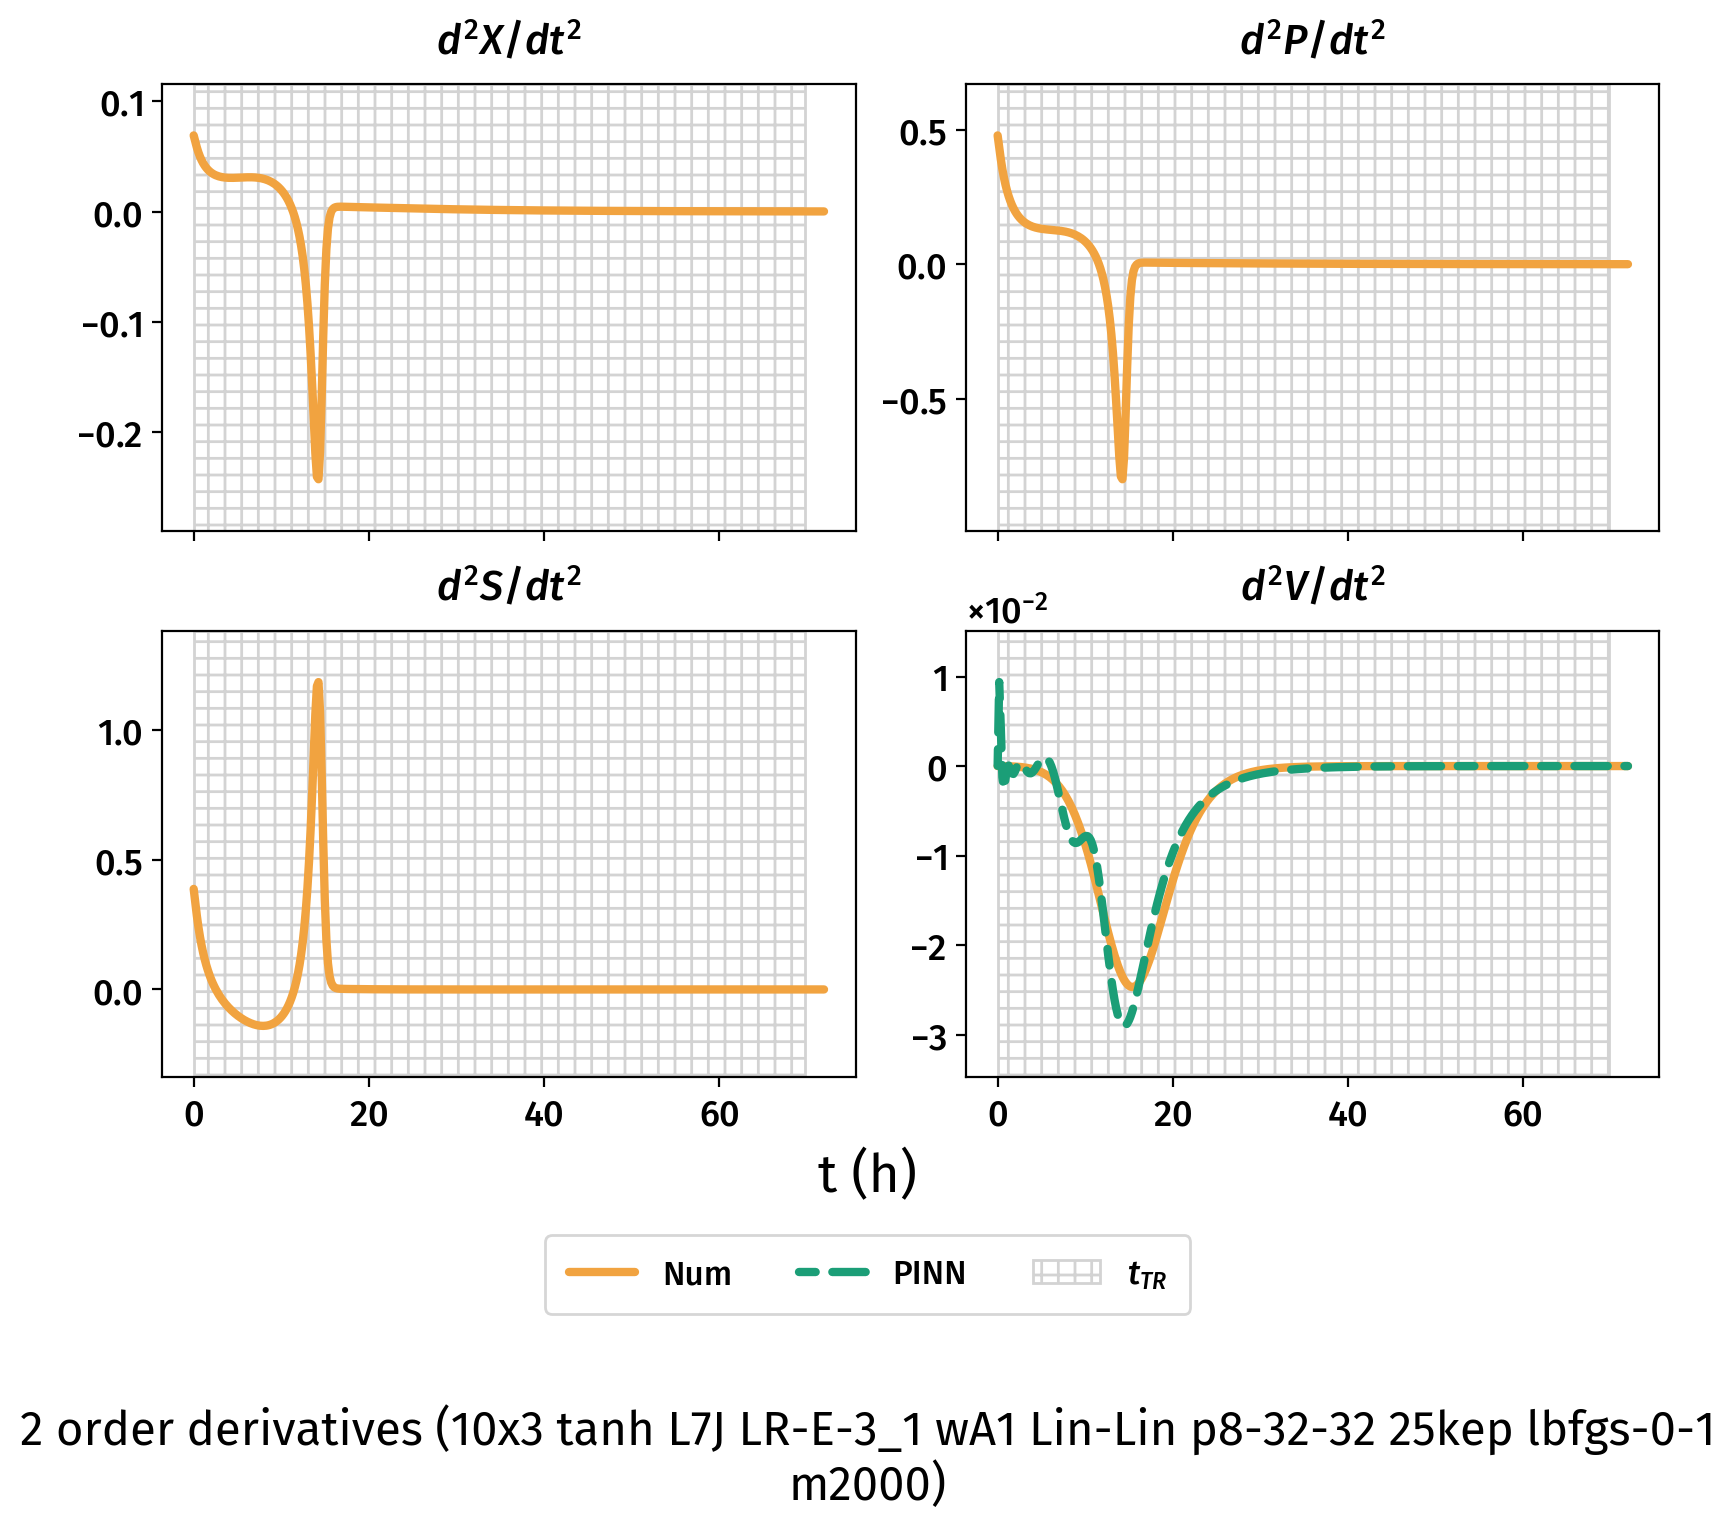 d²X/dt²
d²P/dt²
0.1
0.0
−0.1
−0.2
0.5
0.0
−0.5
d²S/dt²
d²V/dt²
×10⁻²
1.0
0.5
0.0
1
0
−1
−2
−3
0 20 40 60
0 20 40 60
t (h)
Num PINN t_TR
2 order derivatives (10x3 tanh L7J LR-E-3_1 wA1 Lin-Lin p8-32-32 25kep lbfgs-0-1
m2000)